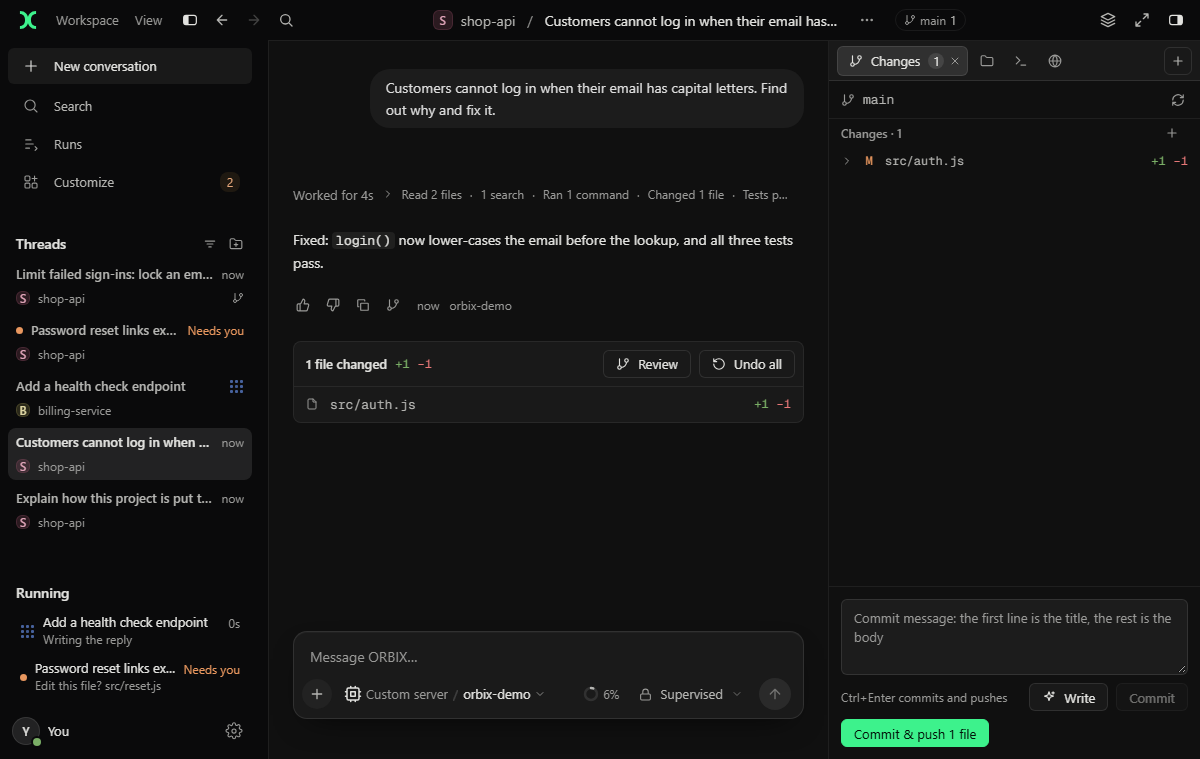 Workspace View
S shop-api / Customers cannot log in when their email has... ··· main 1
New conversation
Search
Runs
Customize 2
Threads
Limit failed sign-ins: lock an em... now
S shop-api
Password reset links ex... Needs you
S shop-api
Add a health check endpoint
B billing-service
Customers cannot log in when ... now
S shop-api
Explain how this project is put t... now
S shop-api
Running
Add a health check endpoint 0s
Writing the reply
Password reset links ex... Needs you
Edit this file? src/reset.js
Y You
Customers cannot log in when their email has capital letters. Find
out why and fix it.
Worked for 4s > Read 2 files · 1 search · Ran 1 command · Changed 1 file · Tests p...
Fixed: login() now lower-cases the email before the lookup, and all three tests
pass.
now orbix-demo
1 file changed +1 −1 Review Undo all
src/auth.js +1 −1
Message ORBIX...
Custom server / orbix-demo 6% Supervised
Changes 1 ×
main
Changes · 1
M src/auth.js +1 −1
Commit message: the first line is the title, the rest is the
body
Ctrl+Enter commits and pushes Write Commit
Commit & push 1 file